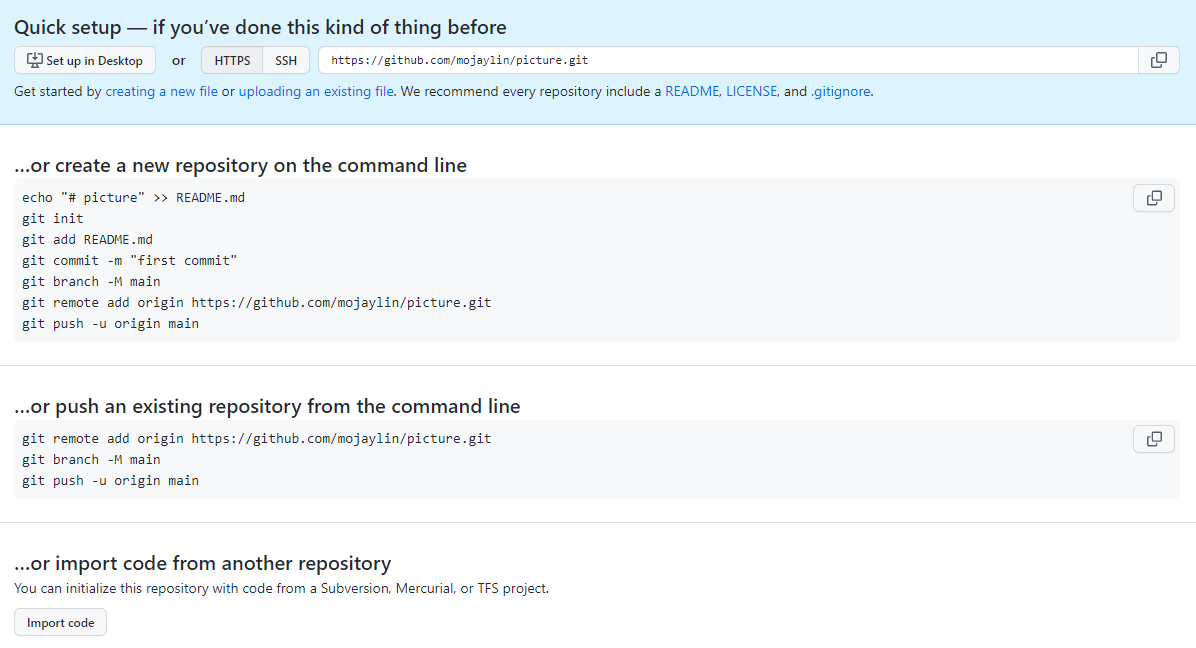 Quick setup — if you’ve done this kind of thing before
Set up in Desktop or HTTPS SSH https://github.com/mojaylin/picture.git
Get started by creating a new file or uploading an existing file. We recommend every repository include a README, LICENSE, and .gitignore.
…or create a new repository on the command line
echo "# picture" >> README.md
git init
git add README.md
git commit -m "first commit"
git branch -M main
git remote add origin https://github.com/mojaylin/picture.git
git push -u origin main
…or push an existing repository from the command line
git remote add origin https://github.com/mojaylin/picture.git
git branch -M main
git push -u origin main
…or import code from another repository
You can initialize this repository with code from a Subversion, Mercurial, or TFS project.
Import code